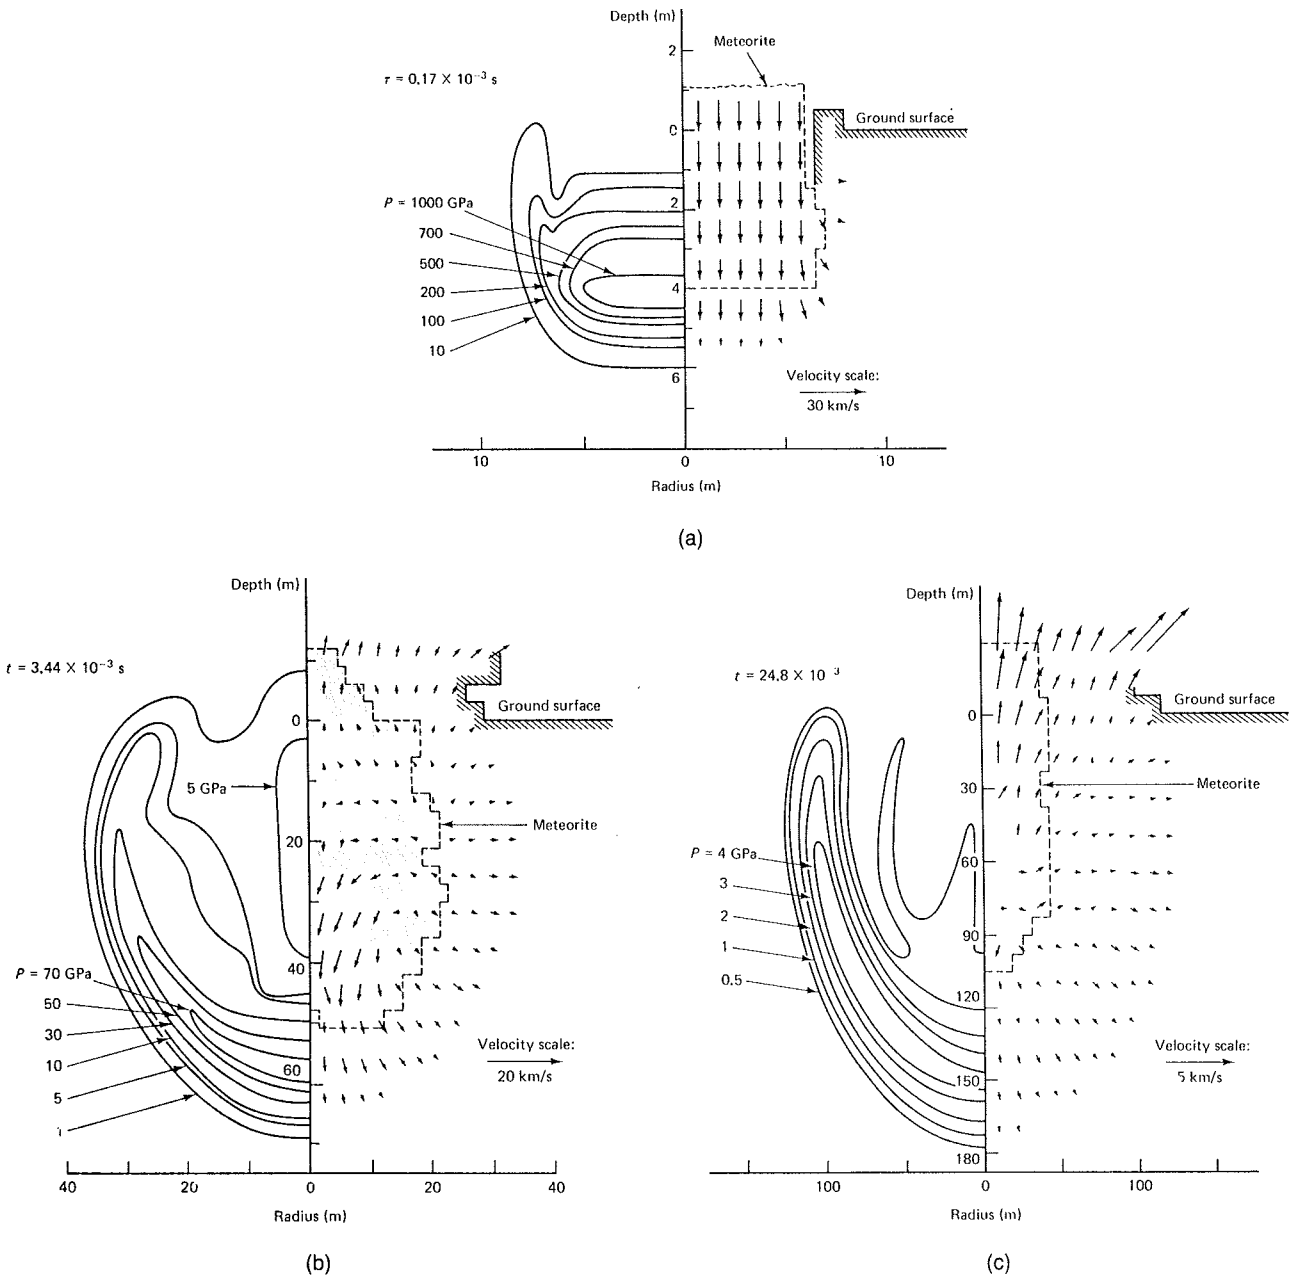 Depth (m)
Meteorite
2
τ = 0.17 × 10⁻³ s
0
Ground surface
P = 1000 GPa
2
700
500
200
4
100
10
6
Velocity scale:
30 km/s
10
0
10
Radius (m)
(a)
Depth (m)
t = 3.44 × 10⁻³ s
Ground surface
0
5 GPa
Meteorite
20
40
P = 70 GPa
50
30
10
5
1
60
Velocity scale:
20 km/s
40
20
0
20
Radius (m)
(b)
Depth (m)
t = 24.8 × 10 ³
Ground surface
0
Meteorite
30
P = 4 GPa
60
3
2
90
1
0.5
120
Velocity scale:
5 km/s
150
180
100
0
100
Radius (m)
(c)